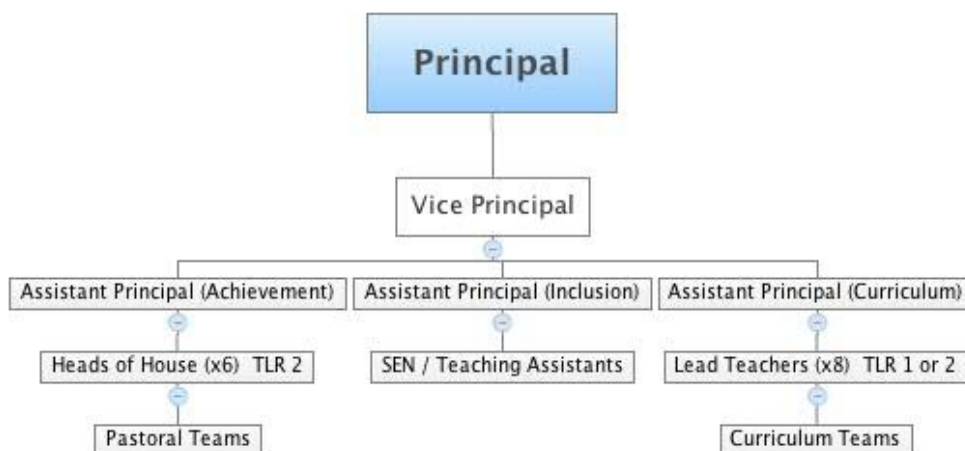 Principal
Vice Principal
Assistant Principal (Achievement)
Assistant Principal (Inclusion)
Assistant Principal (Curriculum)
Heads of House (x6) TLR 2
SEN / Teaching Assistants
Lead Teachers (x8) TLR 1 or 2
Pastoral Teams
Curriculum Teams